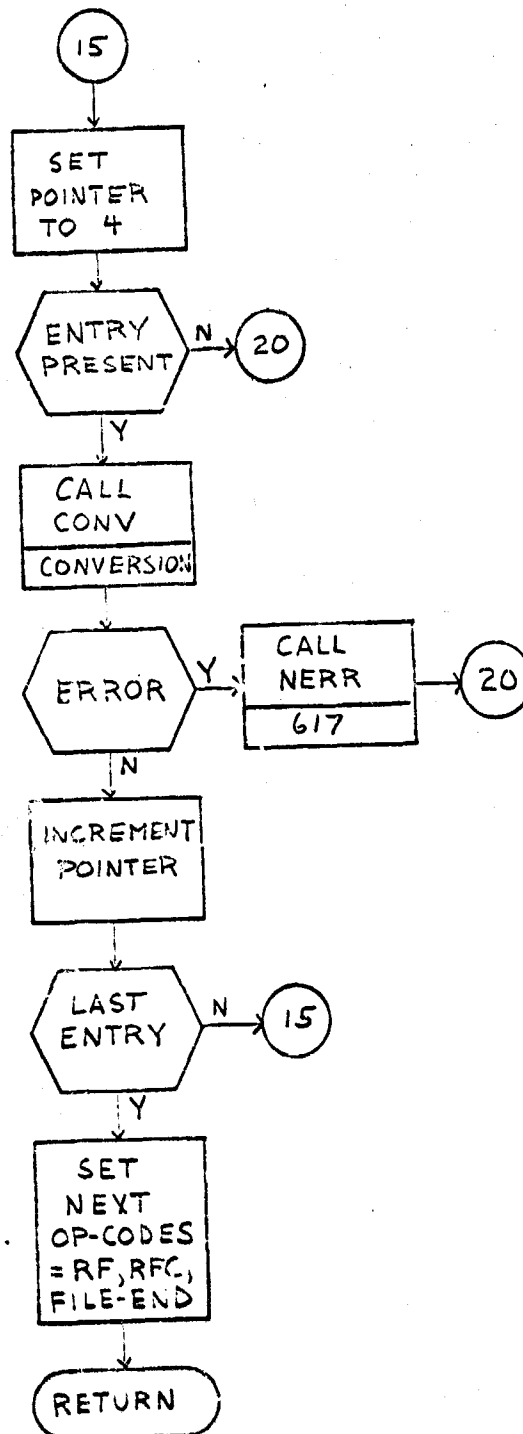 15
SET
POINTER
TO 4
ENTRY
PRESENT
N
20
Y
CALL
CONV
CONVERSION
ERROR
Y
CALL
NERR
617
20
N
INCREMENT
POINTER
LAST
ENTRY
N
15
Y
SET
NEXT
OP-CODES
=RF,RFC,
FILE-END
RETURN